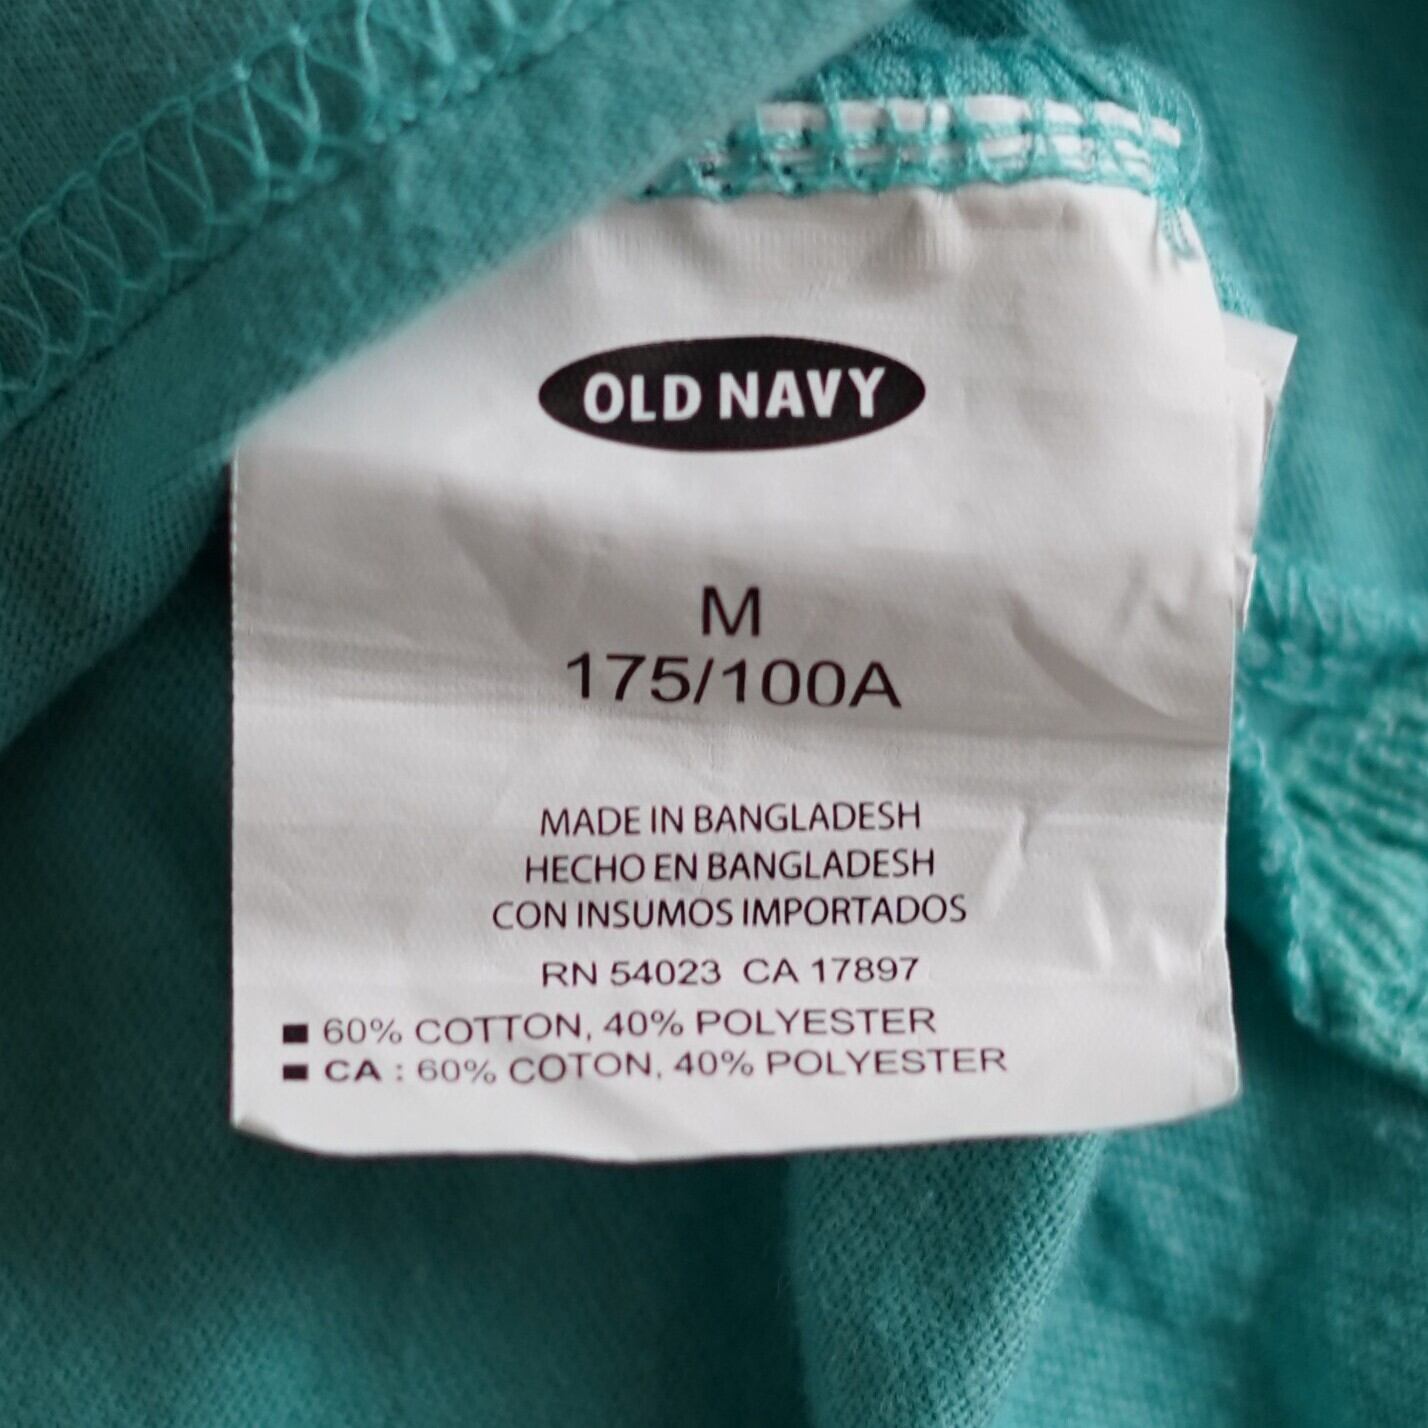 OLD NAVY
M
175/100A
MADE IN BANGLADESH
HECHO EN BANGLADESH
CON INSUMOS IMPORTADOS
RN 54023 CA 17897
■ 60% COTTON, 40% POLYESTER
■ CA : 60% COTON, 40% POLYESTER